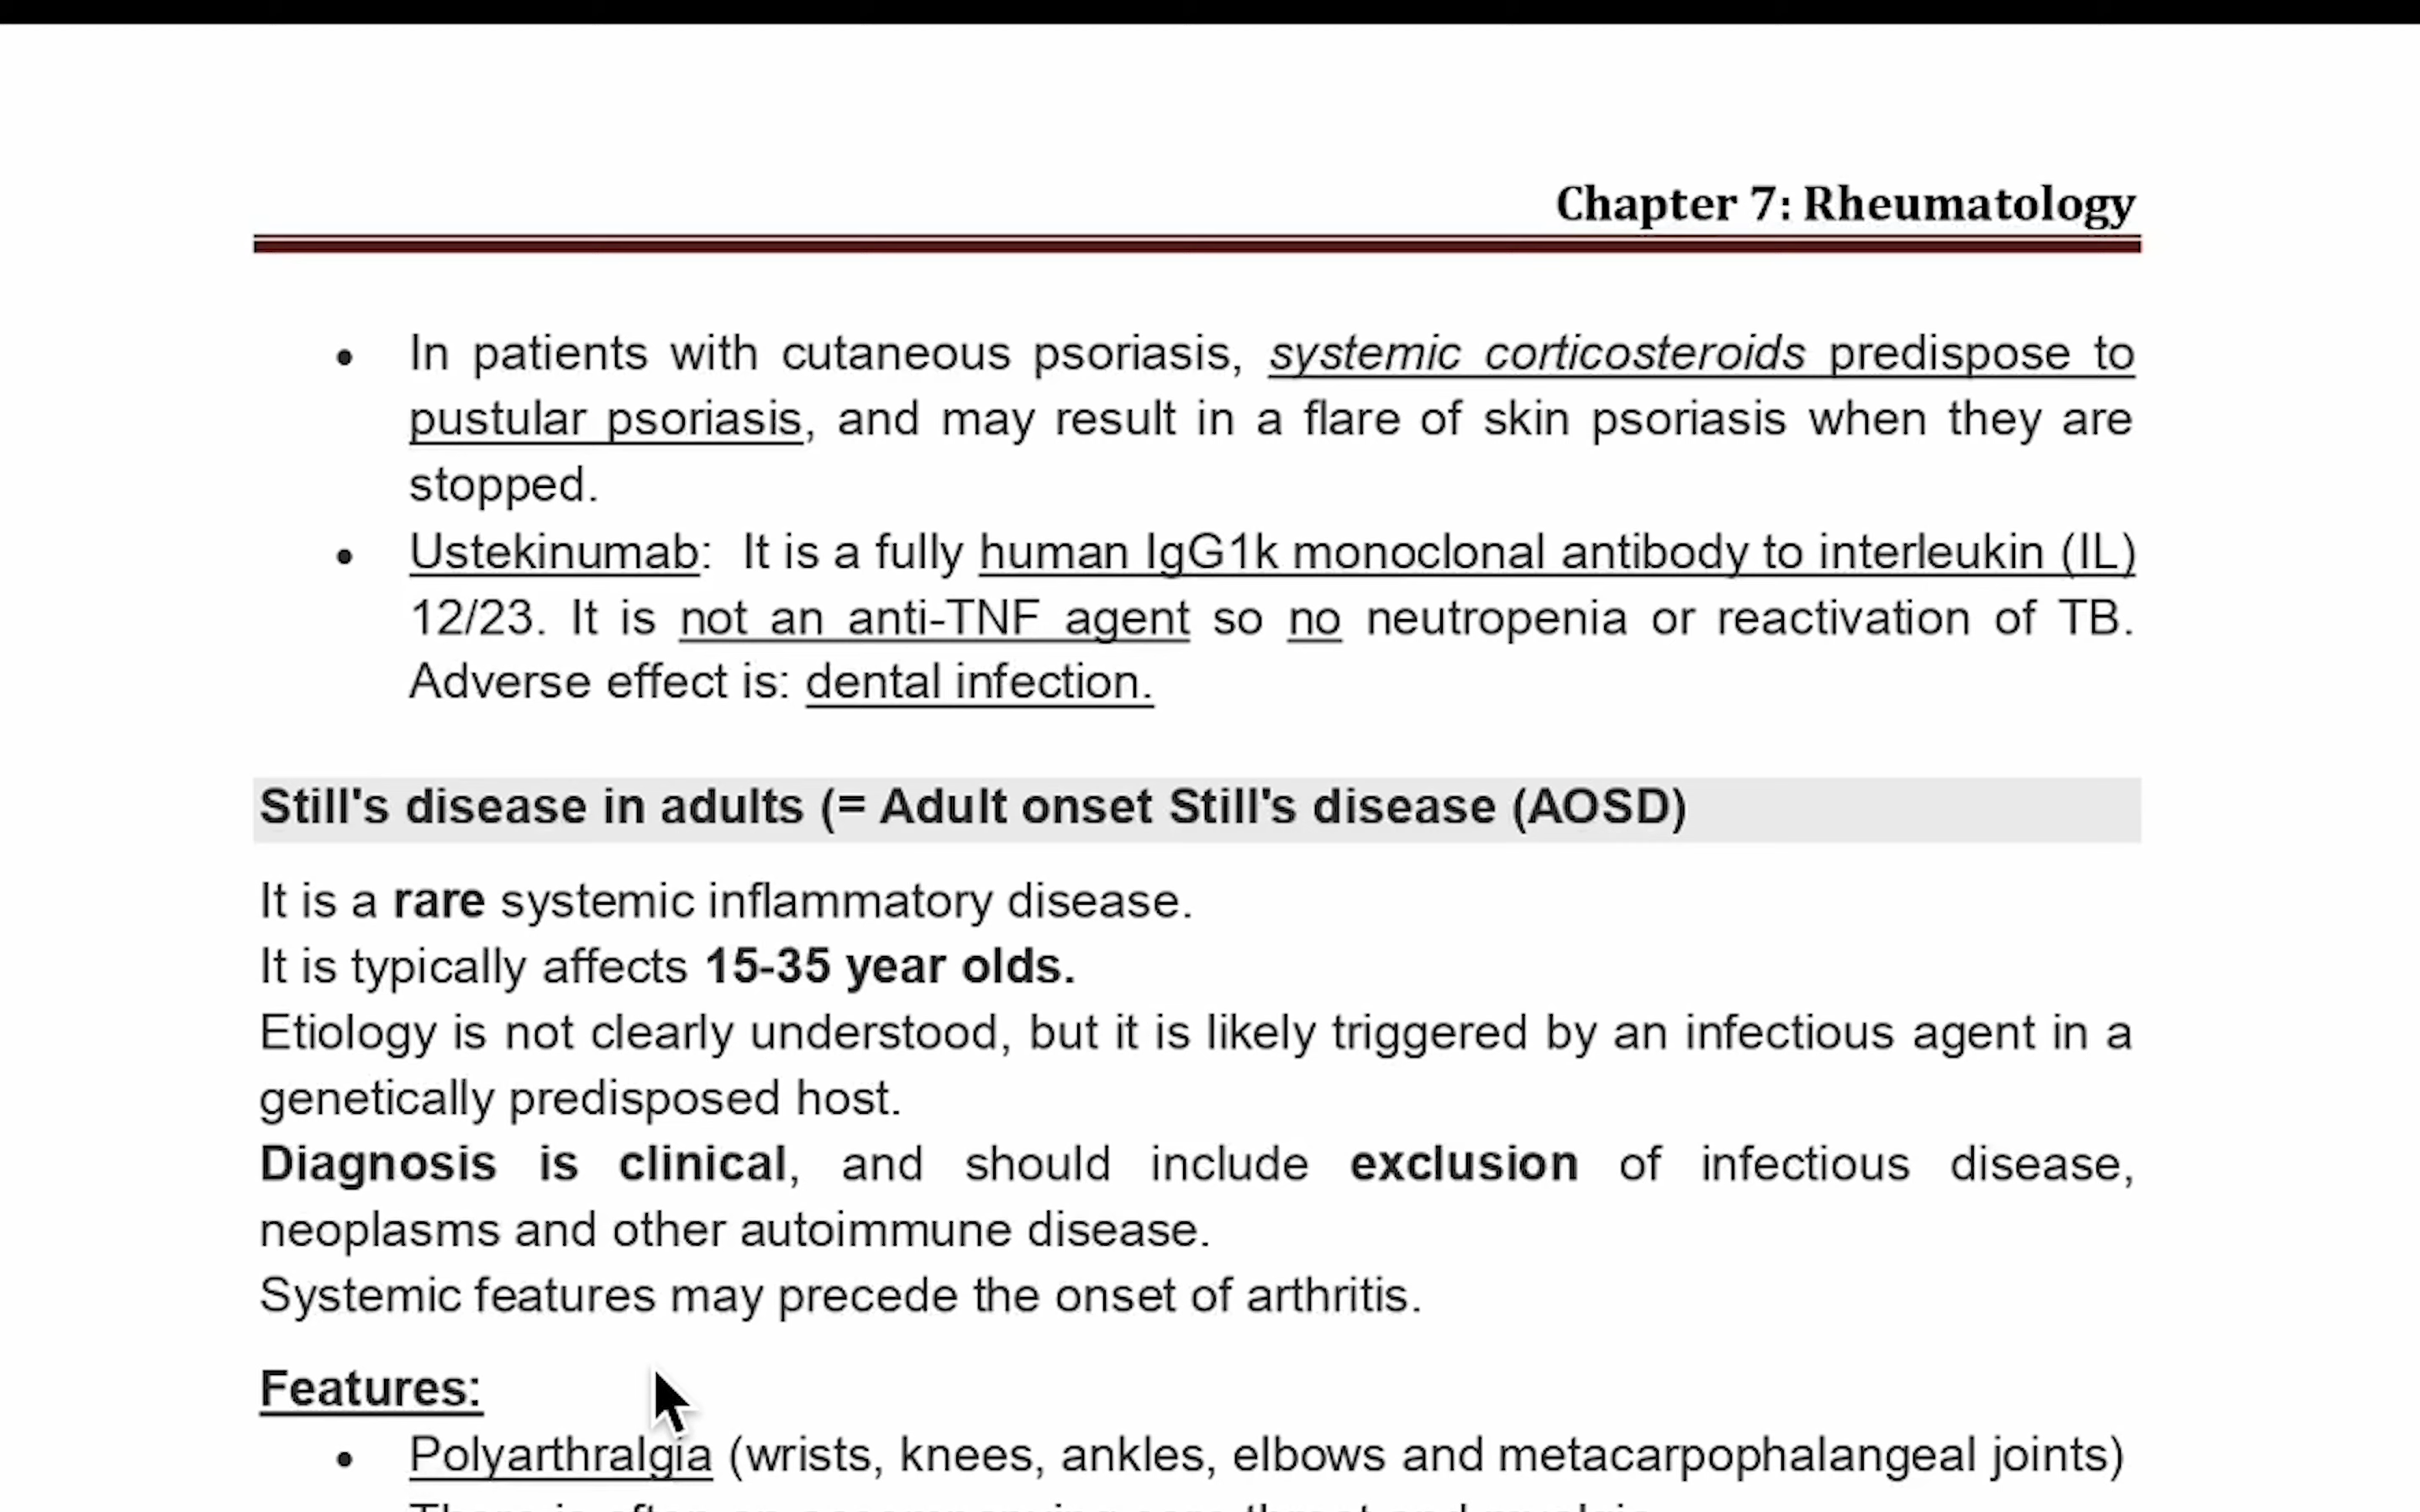 Chapter 7: Rheumatology
• In patients with cutaneous psoriasis, systemic corticosteroids predispose to
pustular psoriasis, and may result in a flare of skin psoriasis when they are
stopped.
• Ustekinumab: It is a fully human IgG1k monoclonal antibody to interleukin (IL)
12/23. It is not an anti-TNF agent so no neutropenia or reactivation of TB.
Adverse effect is: dental infection.
Still's disease in adults (= Adult onset Still's disease (AOSD)
It is a rare systemic inflammatory disease.
It is typically affects 15-35 year olds.
Etiology is not clearly understood, but it is likely triggered by an infectious agent in a
genetically predisposed host.
Diagnosis is clinical, and should include exclusion of infectious disease,
neoplasms and other autoimmune disease.
Systemic features may precede the onset of arthritis.
Features:
• Polyarthralgia (wrists, knees, ankles, elbows and metacarpophalangeal joints)